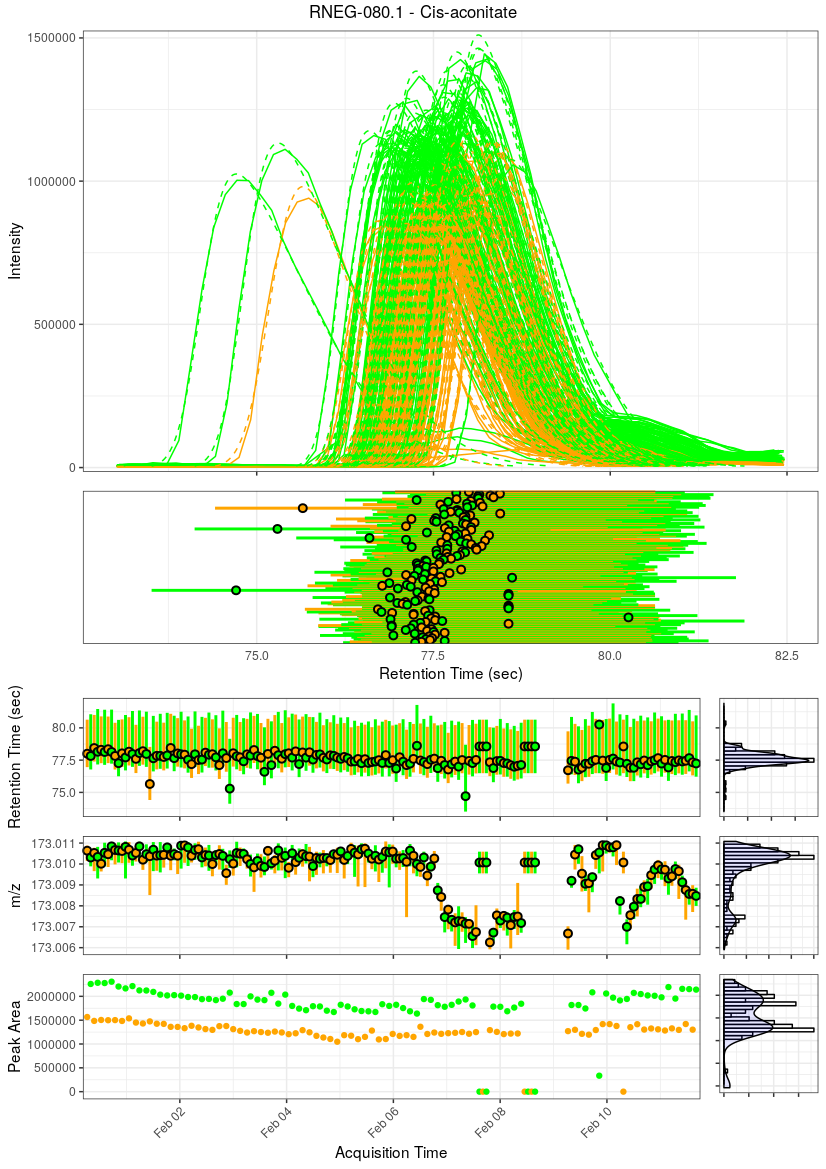 RNEG-080.1 - Cis-aconitate
1500000
1000000
500000
0
Intensity
75.0
77.5
80.0
82.5
Retention Time (sec)
80.0
77.5
75.0
Retention Time (sec)
173.011
173.010
173.009
173.008
173.007
173.006
m/z
2000000
1500000
1000000
500000
0
Peak Area
Feb 02
Feb 04
Feb 06
Feb 08
Feb 10
Acquisition Time